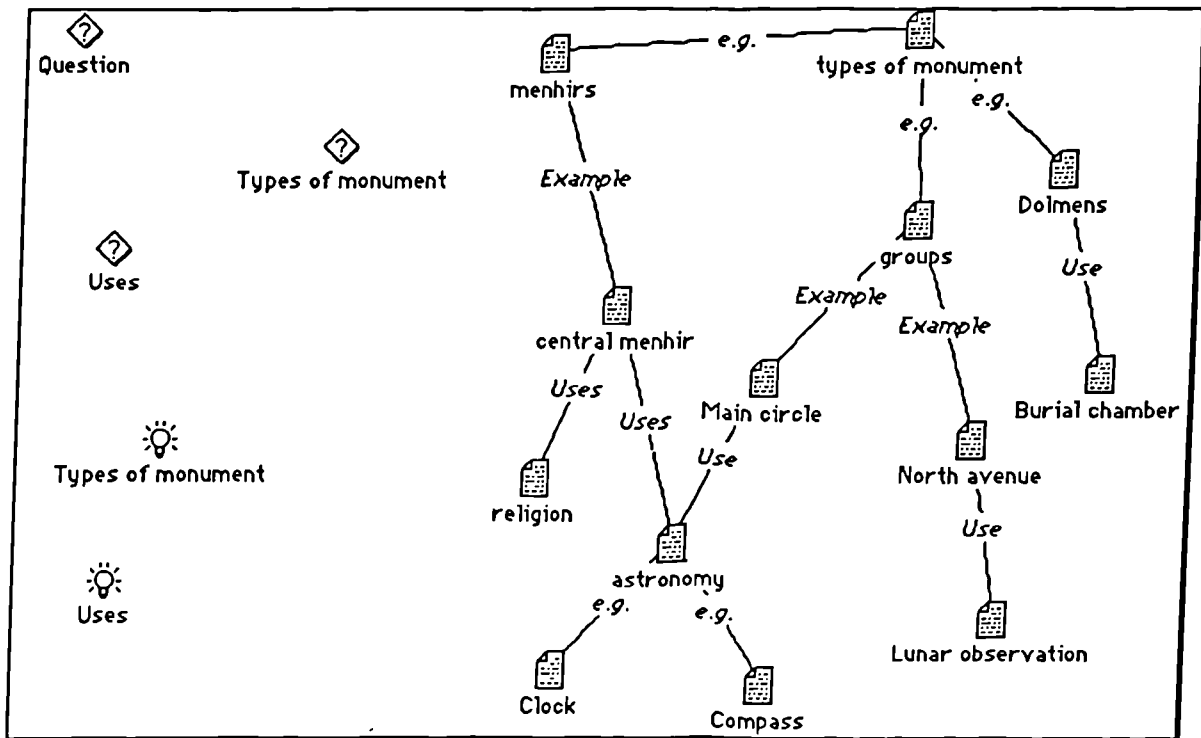 e.g.
Question
menhirs
types of monument
e.g.
e.g.
Types of monument
Example
Dolmens
Uses
groups
Use
Example
Example
central menhir
Uses
Main circle
Burial chamber
Uses
Use
Types of monument
North avenue
religion
Use
astronomy
Uses
e.g.
e.g.
Lunar observation
Clock
Compass